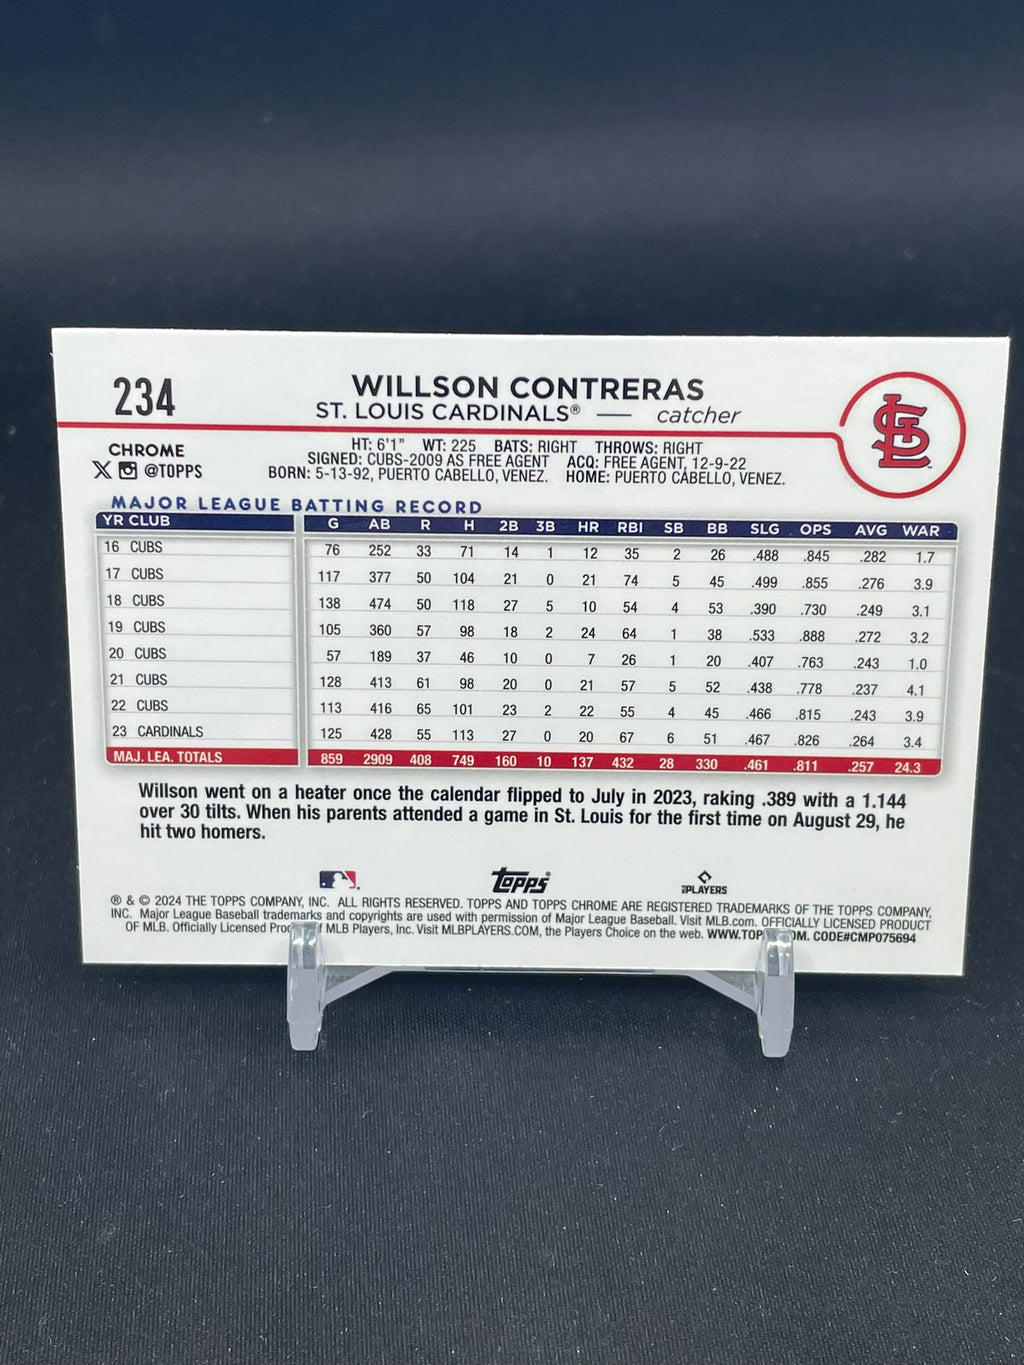 234
WILLSON CONTRERAS
ST. LOUIS CARDINALS® — catcher
CHROME
@TOPPS
HT: 6'1" WT: 225 BATS: RIGHT THROWS: RIGHT
SIGNED: CUBS-2009 AS FREE AGENT ACQ: FREE AGENT, 12-9-22
BORN: 5-13-92, PUERTO CABELLO, VENEZ. HOME: PUERTO CABELLO, VENEZ.
STL
MAJOR LEAGUE BATTING RECORD
YR CLUB G AB R H 2B 3B HR RBI SB BB SLG OPS AVG WAR
16 CUBS 76 252 33 71 14 1 12 35 2 26 .488 .845 .282 1.7
17 CUBS 117 377 50 104 21 0 21 74 5 45 .499 .855 .276 3.9
18 CUBS 138 474 50 118 27 5 10 54 4 53 .390 .730 .249 3.1
19 CUBS 105 360 57 98 18 2 24 64 1 38 .533 .888 .272 3.2
20 CUBS 57 189 37 46 10 0 7 26 1 20 .407 .763 .243 1.0
21 CUBS 128 413 61 98 20 0 21 57 5 52 .438 .778 .237 4.1
22 CUBS 113 416 65 101 23 2 22 55 4 45 .466 .815 .243 3.9
23 CARDINALS 125 428 55 113 27 0 20 67 6 51 .467 .826 .264 3.4
MAJ. LEA. TOTALS 859 2909 408 749 160 10 137 432 28 330 .461 .811 .257 24.3
Willson went on a heater once the calendar flipped to July in 2023, raking .389 with a 1.144
over 30 tilts. When his parents attended a game in St. Louis for the first time on August 29, he
hit two homers.
topps PLAYERS
® & © 2024 THE TOPPS COMPANY, INC. ALL RIGHTS RESERVED. TOPPS AND TOPPS CHROME ARE REGISTERED TRADEMARKS OF THE TOPPS COMPANY,
INC. Major League Baseball trademarks and copyrights are used with permission of Major League Baseball. Visit MLB.com. OFFICIALLY LICENSED PRODUCT
OF MLB. Officially Licensed MLB Players, Inc. Visit MLBPLAYERS.COM, the Players Choice on the web. CODE#CMP075694